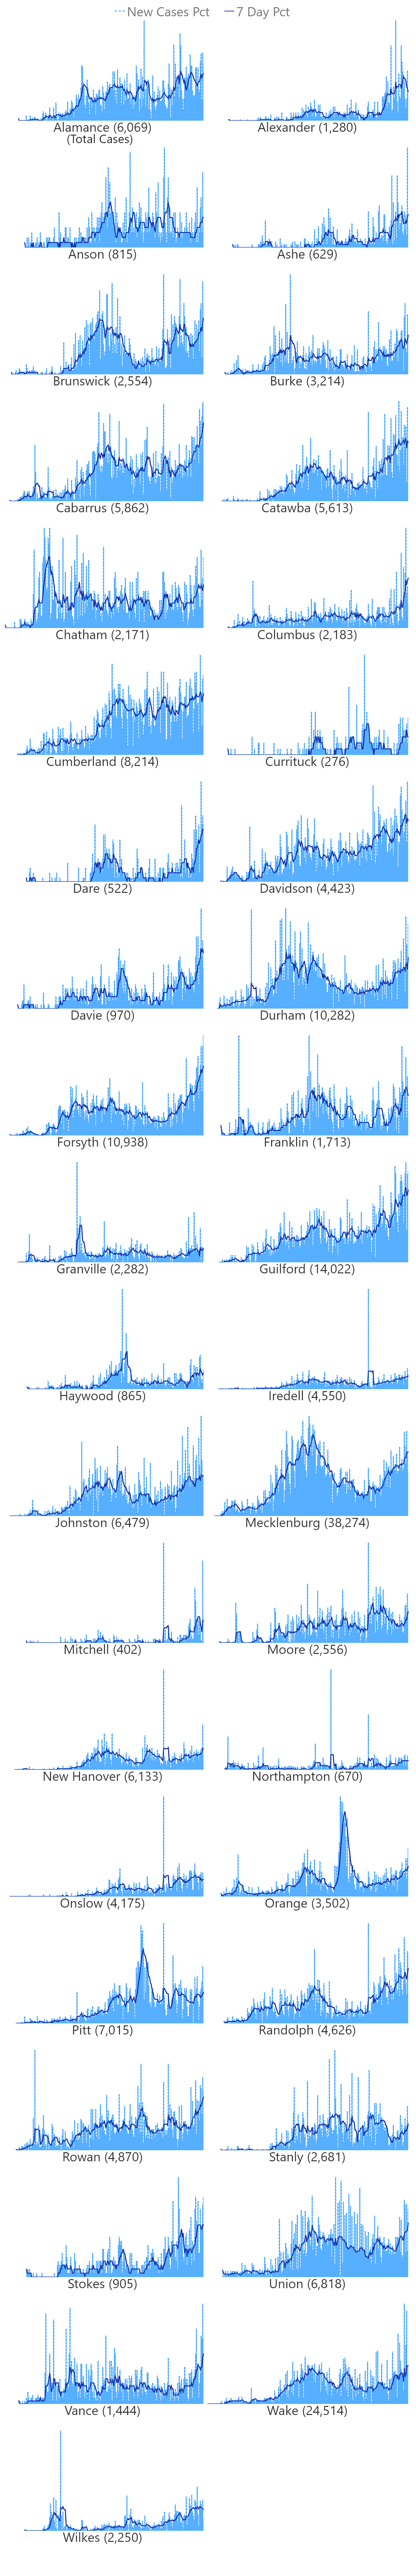 New Cases Pct 7 Day Pct
Alamance (6,069) Alexander (1,280)
(Total Cases)
Anson (815) Ashe (629)
Brunswick (2,554) Burke (3,214)
Cabarrus (5,862) Catawba (5,613)
Chatham (2,171) Columbus (2,183)
Cumberland (8,214) Currituck (276)
Dare (522) Davidson (4,423)
Davie (970) Durham (10,282)
Forsyth (10,938) Franklin (1,713)
Granville (2,282) Guilford (14,022)
Haywood (865) Iredell (4,550)
Johnston (6,479) Mecklenburg (38,274)
Mitchell (402) Moore (2,556)
New Hanover (6,133) Northampton (670)
Onslow (4,175) Orange (3,502)
Pitt (7,015) Randolph (4,626)
Rowan (4,870) Stanly (2,681)
Stokes (905) Union (6,818)
Vance (1,444) Wake (24,514)
Wilkes (2,250)